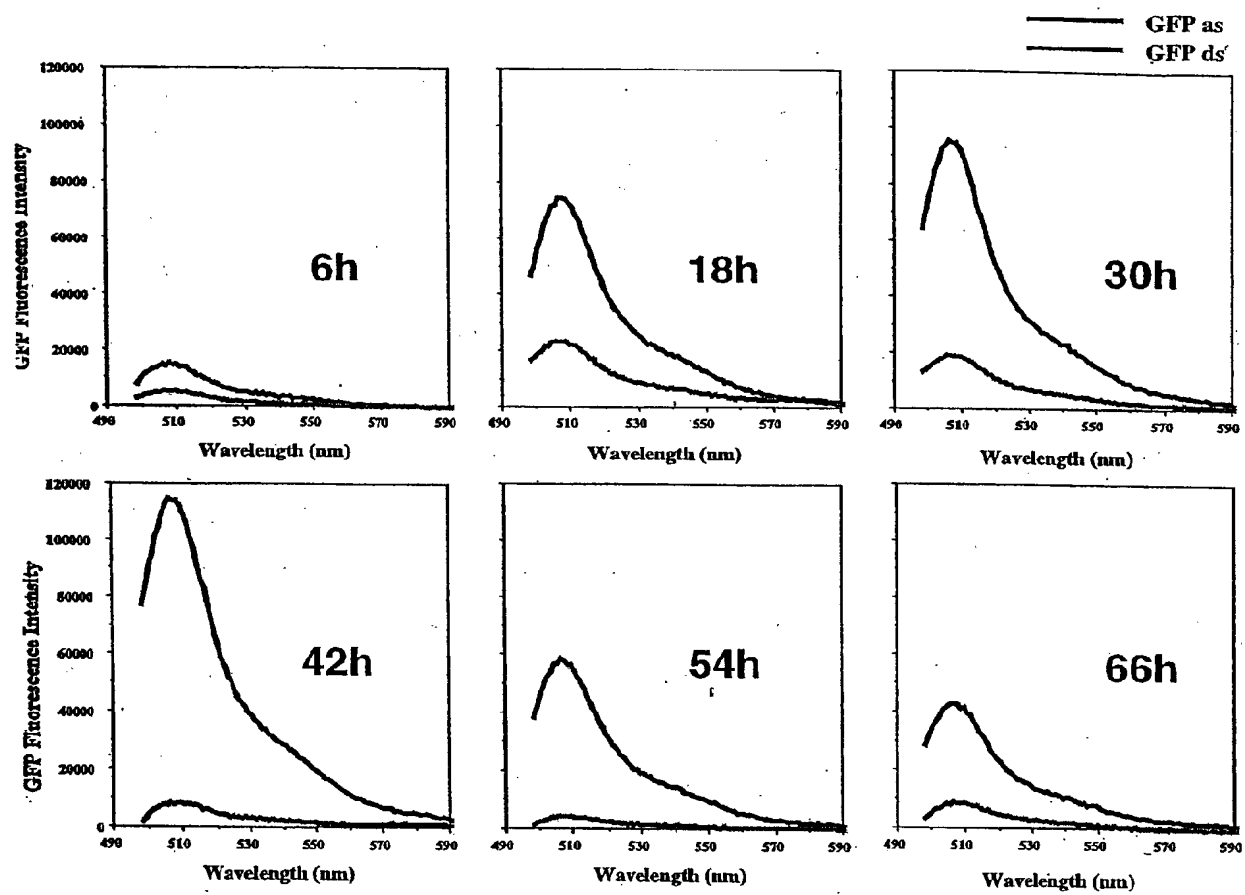 GFP as
GFP ds
120000
100000
80000
60000
40000
20000
0
GFP Fluorescence Intensity
6h
18h
30h
490 510 530 550 570 590
490 510 530 550 570 590
490 510 530 550 570 590
Wavelength (nm)
Wavelength (nm)
Wavelength (nm)
120000
100000
80000
60000
40000
20000
0
GFP Fluorescence Intensity
42h
54h
66h
490 510 530 550 570 590
490 510 530 550 570 590
490 510 530 550 570 590
Wavelength (nm)
Wavelength (nm)
Wavelength (nm)